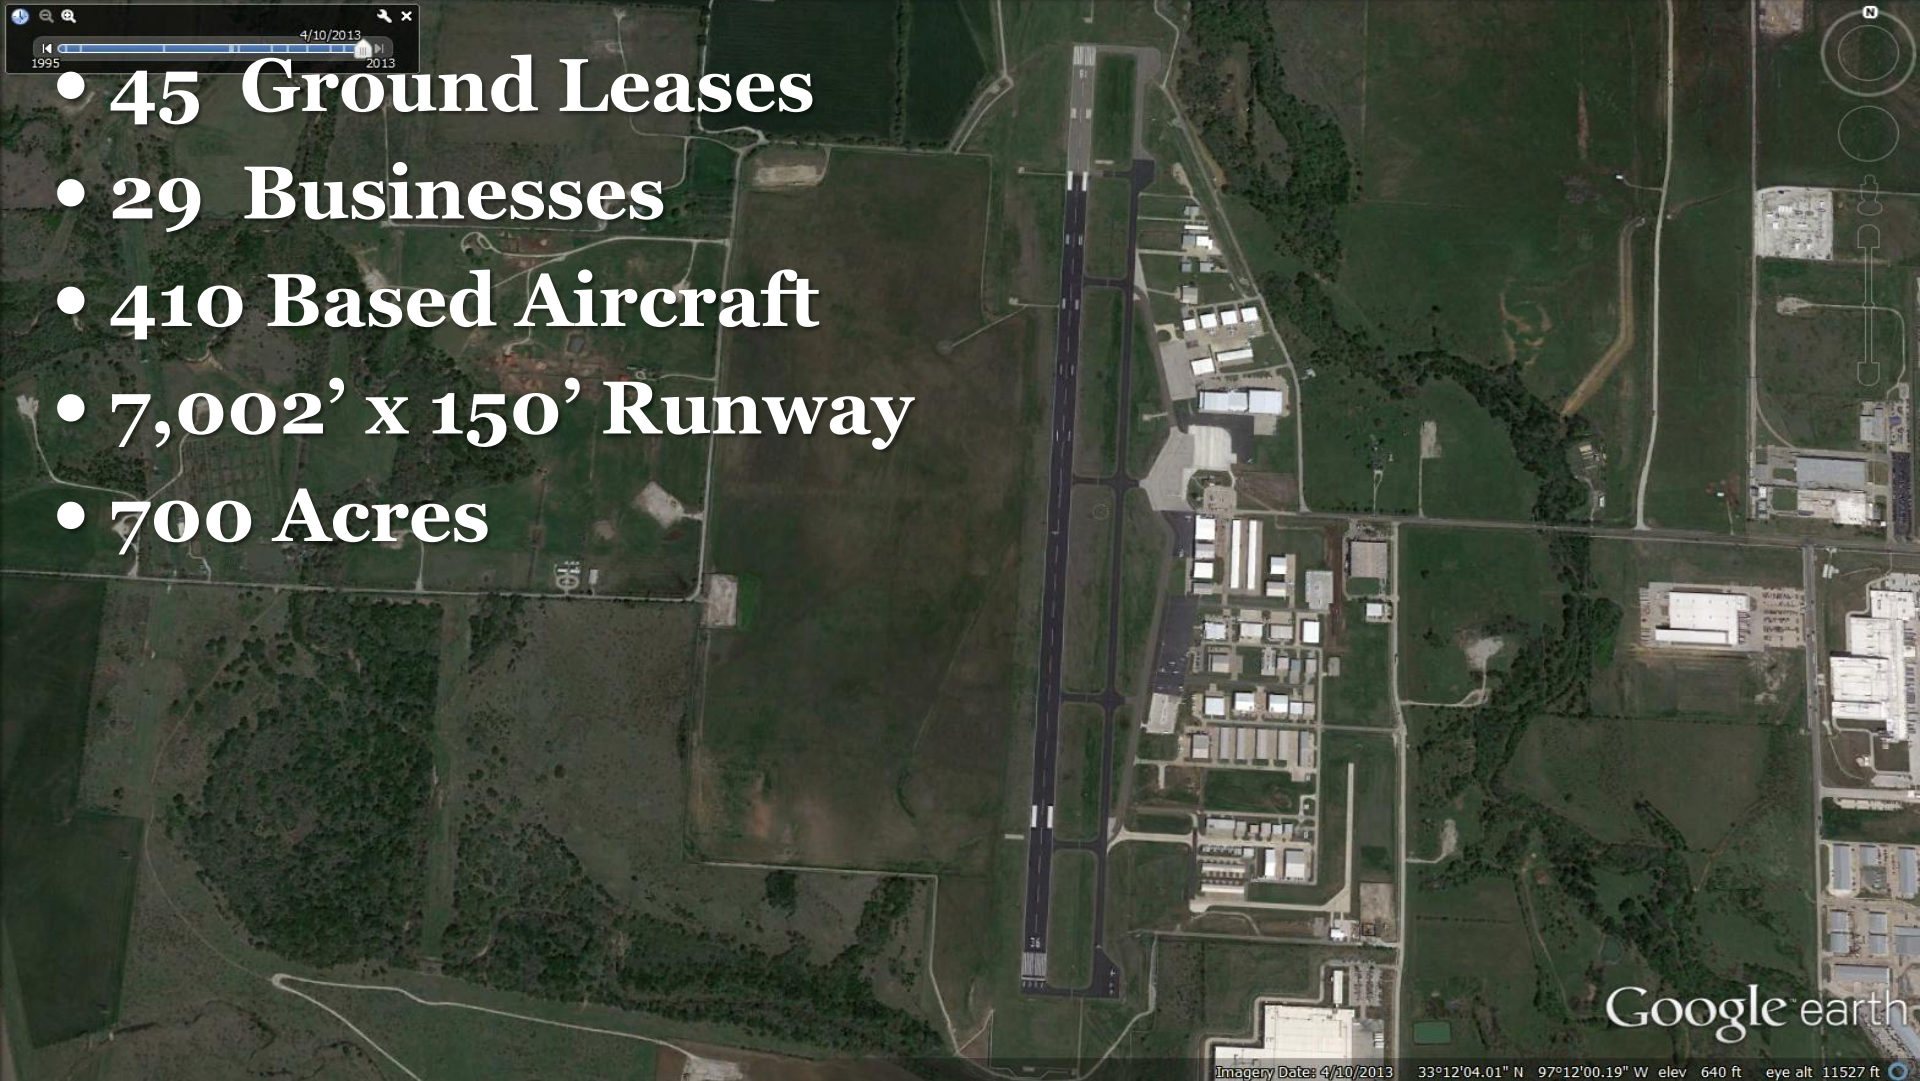 4/10/2013
1995
2013
• 45 Ground Leases
• 29 Businesses
• 410 Based Aircraft
• 7,002’ x 150’ Runway
• 700 Acres
N
18
36
Google earth
Imagery Date: 4/10/2013 33°12'04.01" N 97°12'00.19" W elev 640 ft eye alt 11527 ft